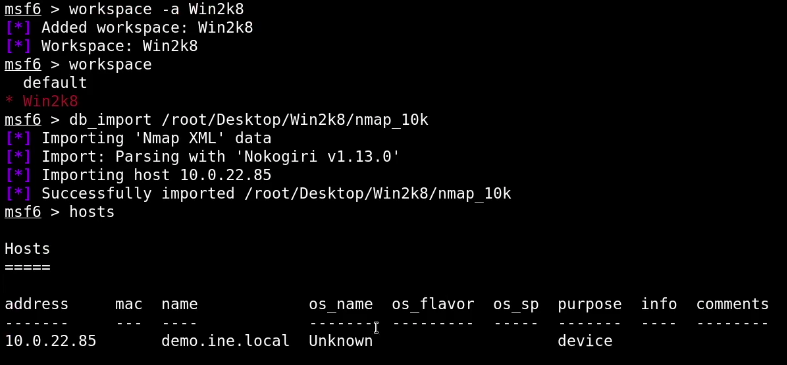 msf6 > workspace -a Win2k8
[*] Added workspace: Win2k8
[*] Workspace: Win2k8
msf6 > workspace
  default
* Win2k8
msf6 > db_import /root/Desktop/Win2k8/nmap_10k
[*] Importing 'Nmap XML' data
[*] Import: Parsing with 'Nokogiri v1.13.0'
[*] Importing host 10.0.22.85
[*] Successfully imported /root/Desktop/Win2k8/nmap_10k
msf6 > hosts

Hosts
=====

address     mac  name            os_name  os_flavor  os_sp  purpose  info  comments
-------     ---  ----            -------  ---------  -----  -------  ----  --------
10.0.22.85       demo.ine.local  Unknown                    device